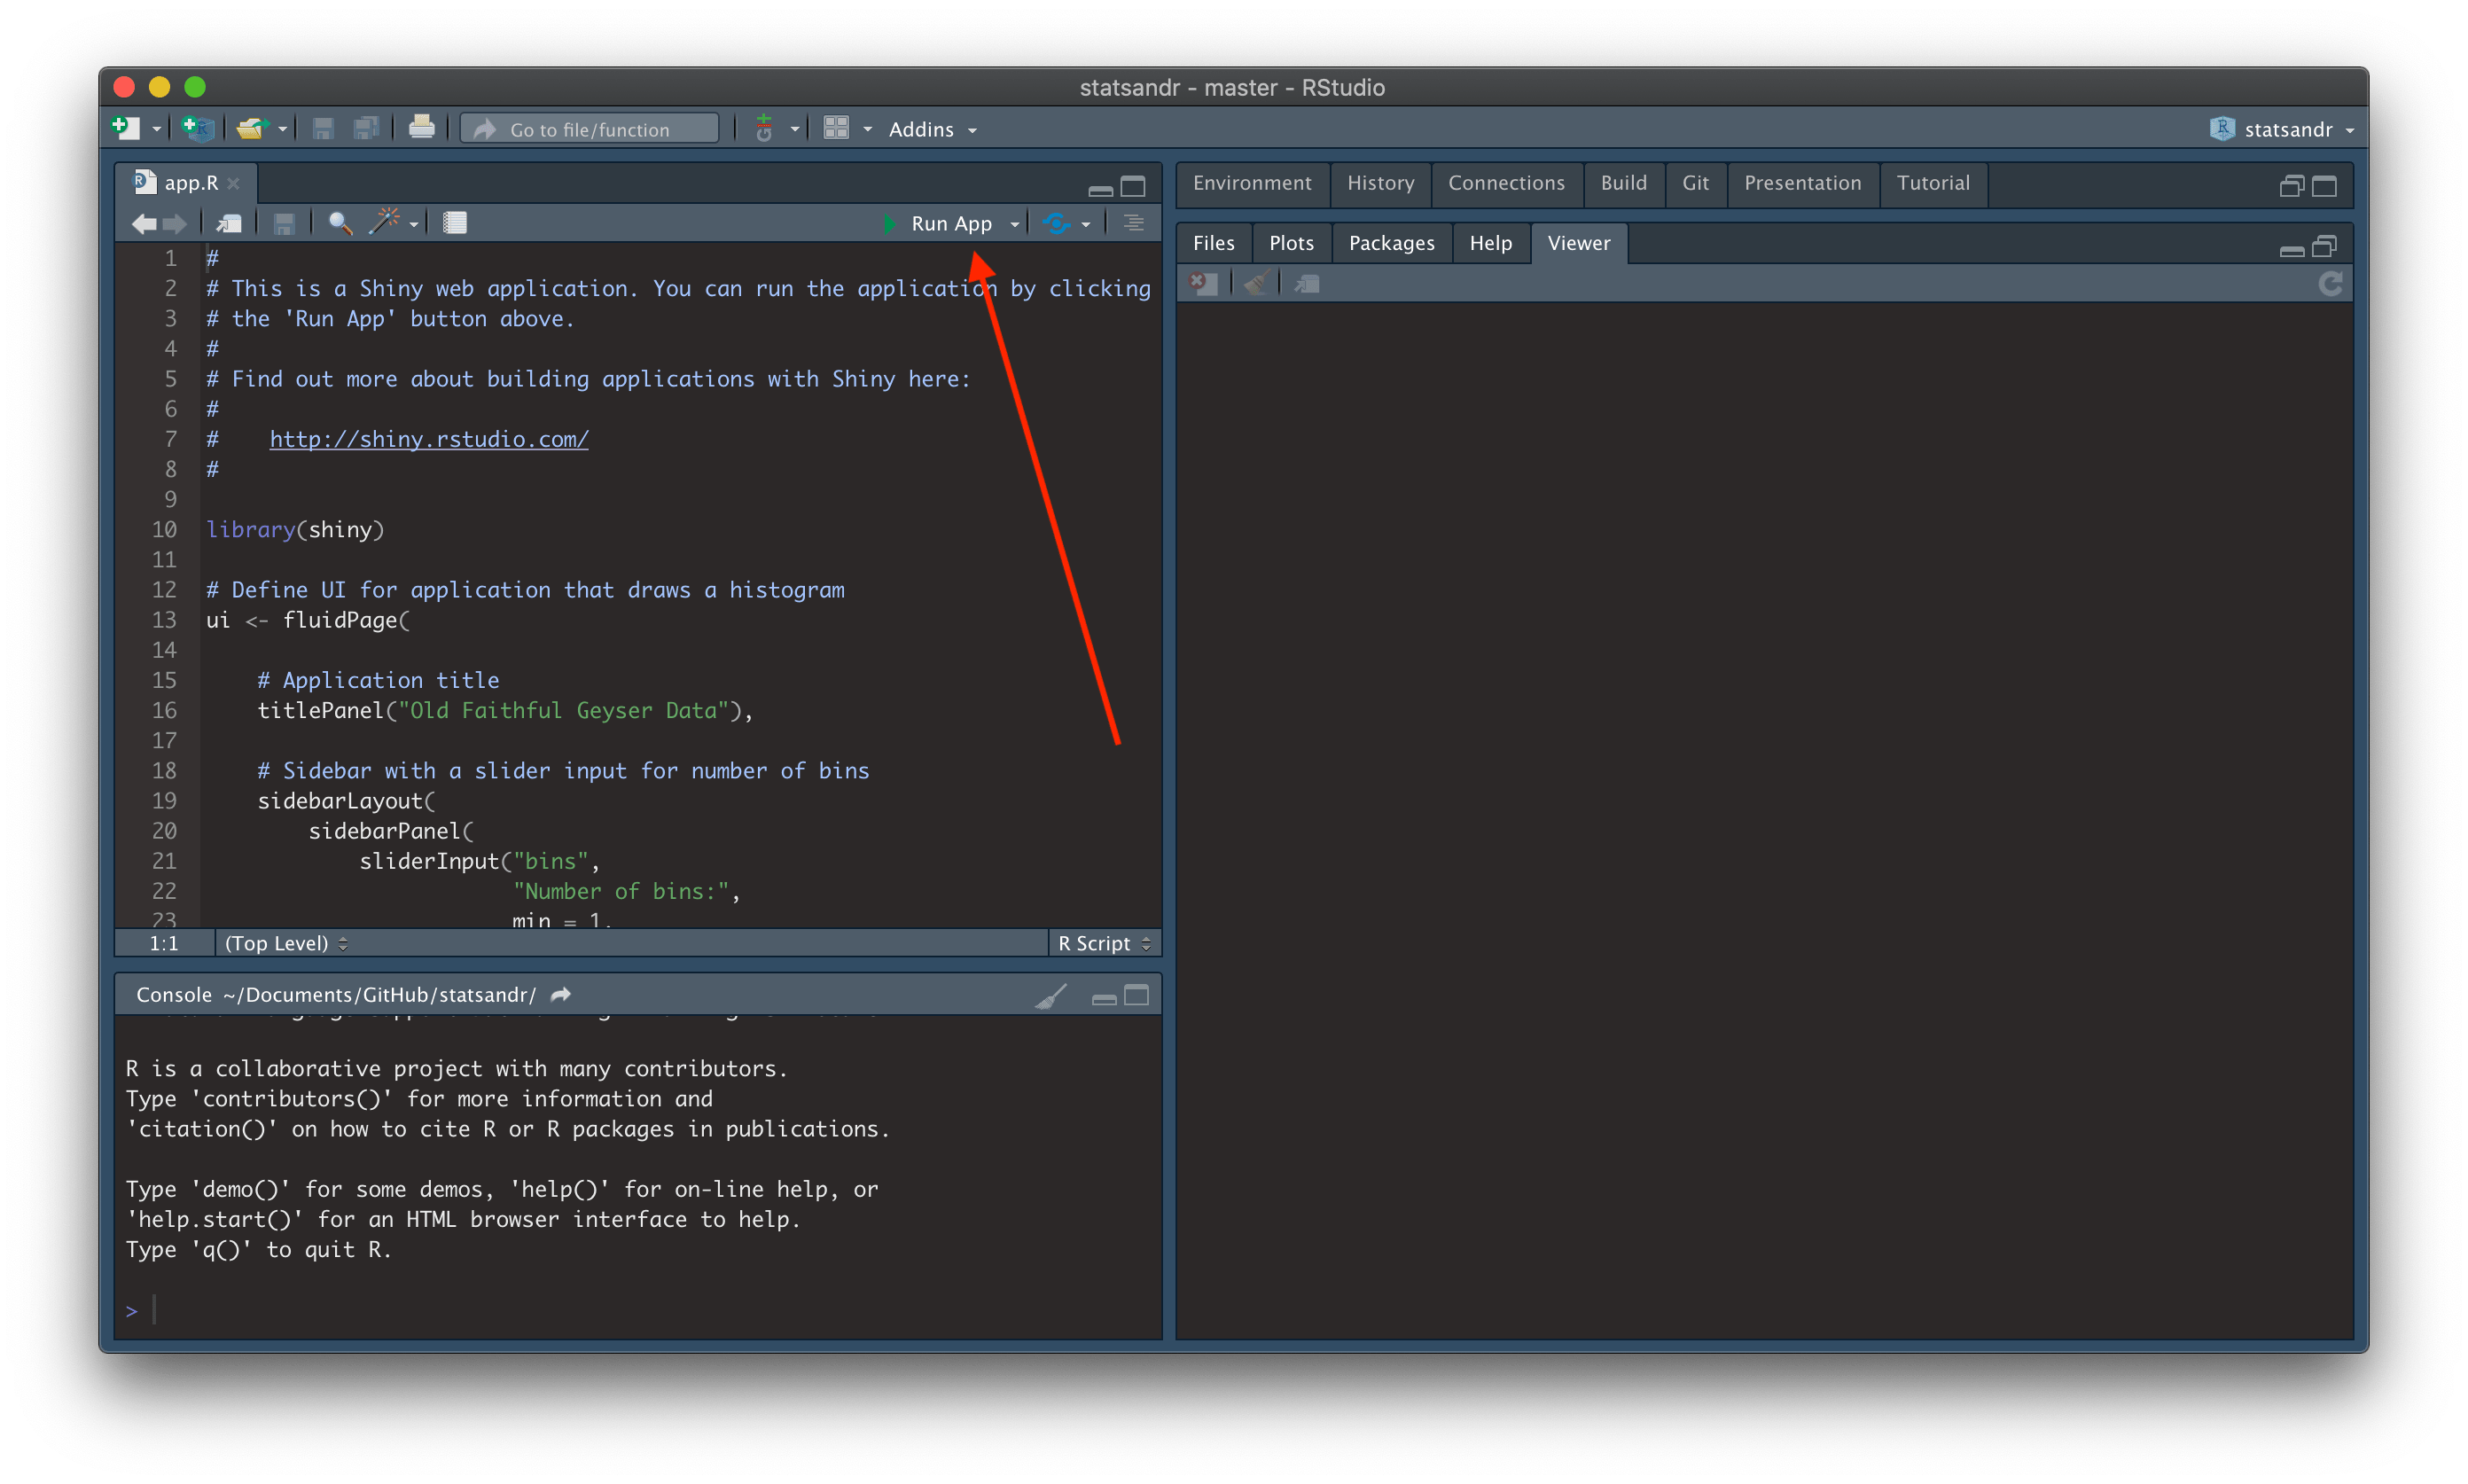 statsandr - master - RStudio
Go to file/function
Addins
statsandr
app.R
Run App
1 #
2 # This is a Shiny web application. You can run the application by clicking
3 # the 'Run App' button above.
4 #
5 # Find out more about building applications with Shiny here:
6 #
7 #    http://shiny.rstudio.com/
8 #
9
10 library(shiny)
11
12 # Define UI for application that draws a histogram
13 ui <- fluidPage(
14
15     # Application title
16     titlePanel("Old Faithful Geyser Data"),
17
18     # Sidebar with a slider input for number of bins
19     sidebarLayout(
20         sidebarPanel(
21             sliderInput("bins",
22                         "Number of bins:",
23                         min = 1,
1:1 (Top Level) R Script
Console ~/Documents/GitHub/statsandr/
R is a collaborative project with many contributors.
Type 'contributors()' for more information and
'citation()' on how to cite R or R packages in publications.
Type 'demo()' for some demos, 'help()' for on-line help, or
'help.start()' for an HTML browser interface to help.
Type 'q()' to quit R.
>
Environment History Connections Build Git Presentation Tutorial
Files Plots Packages Help Viewer